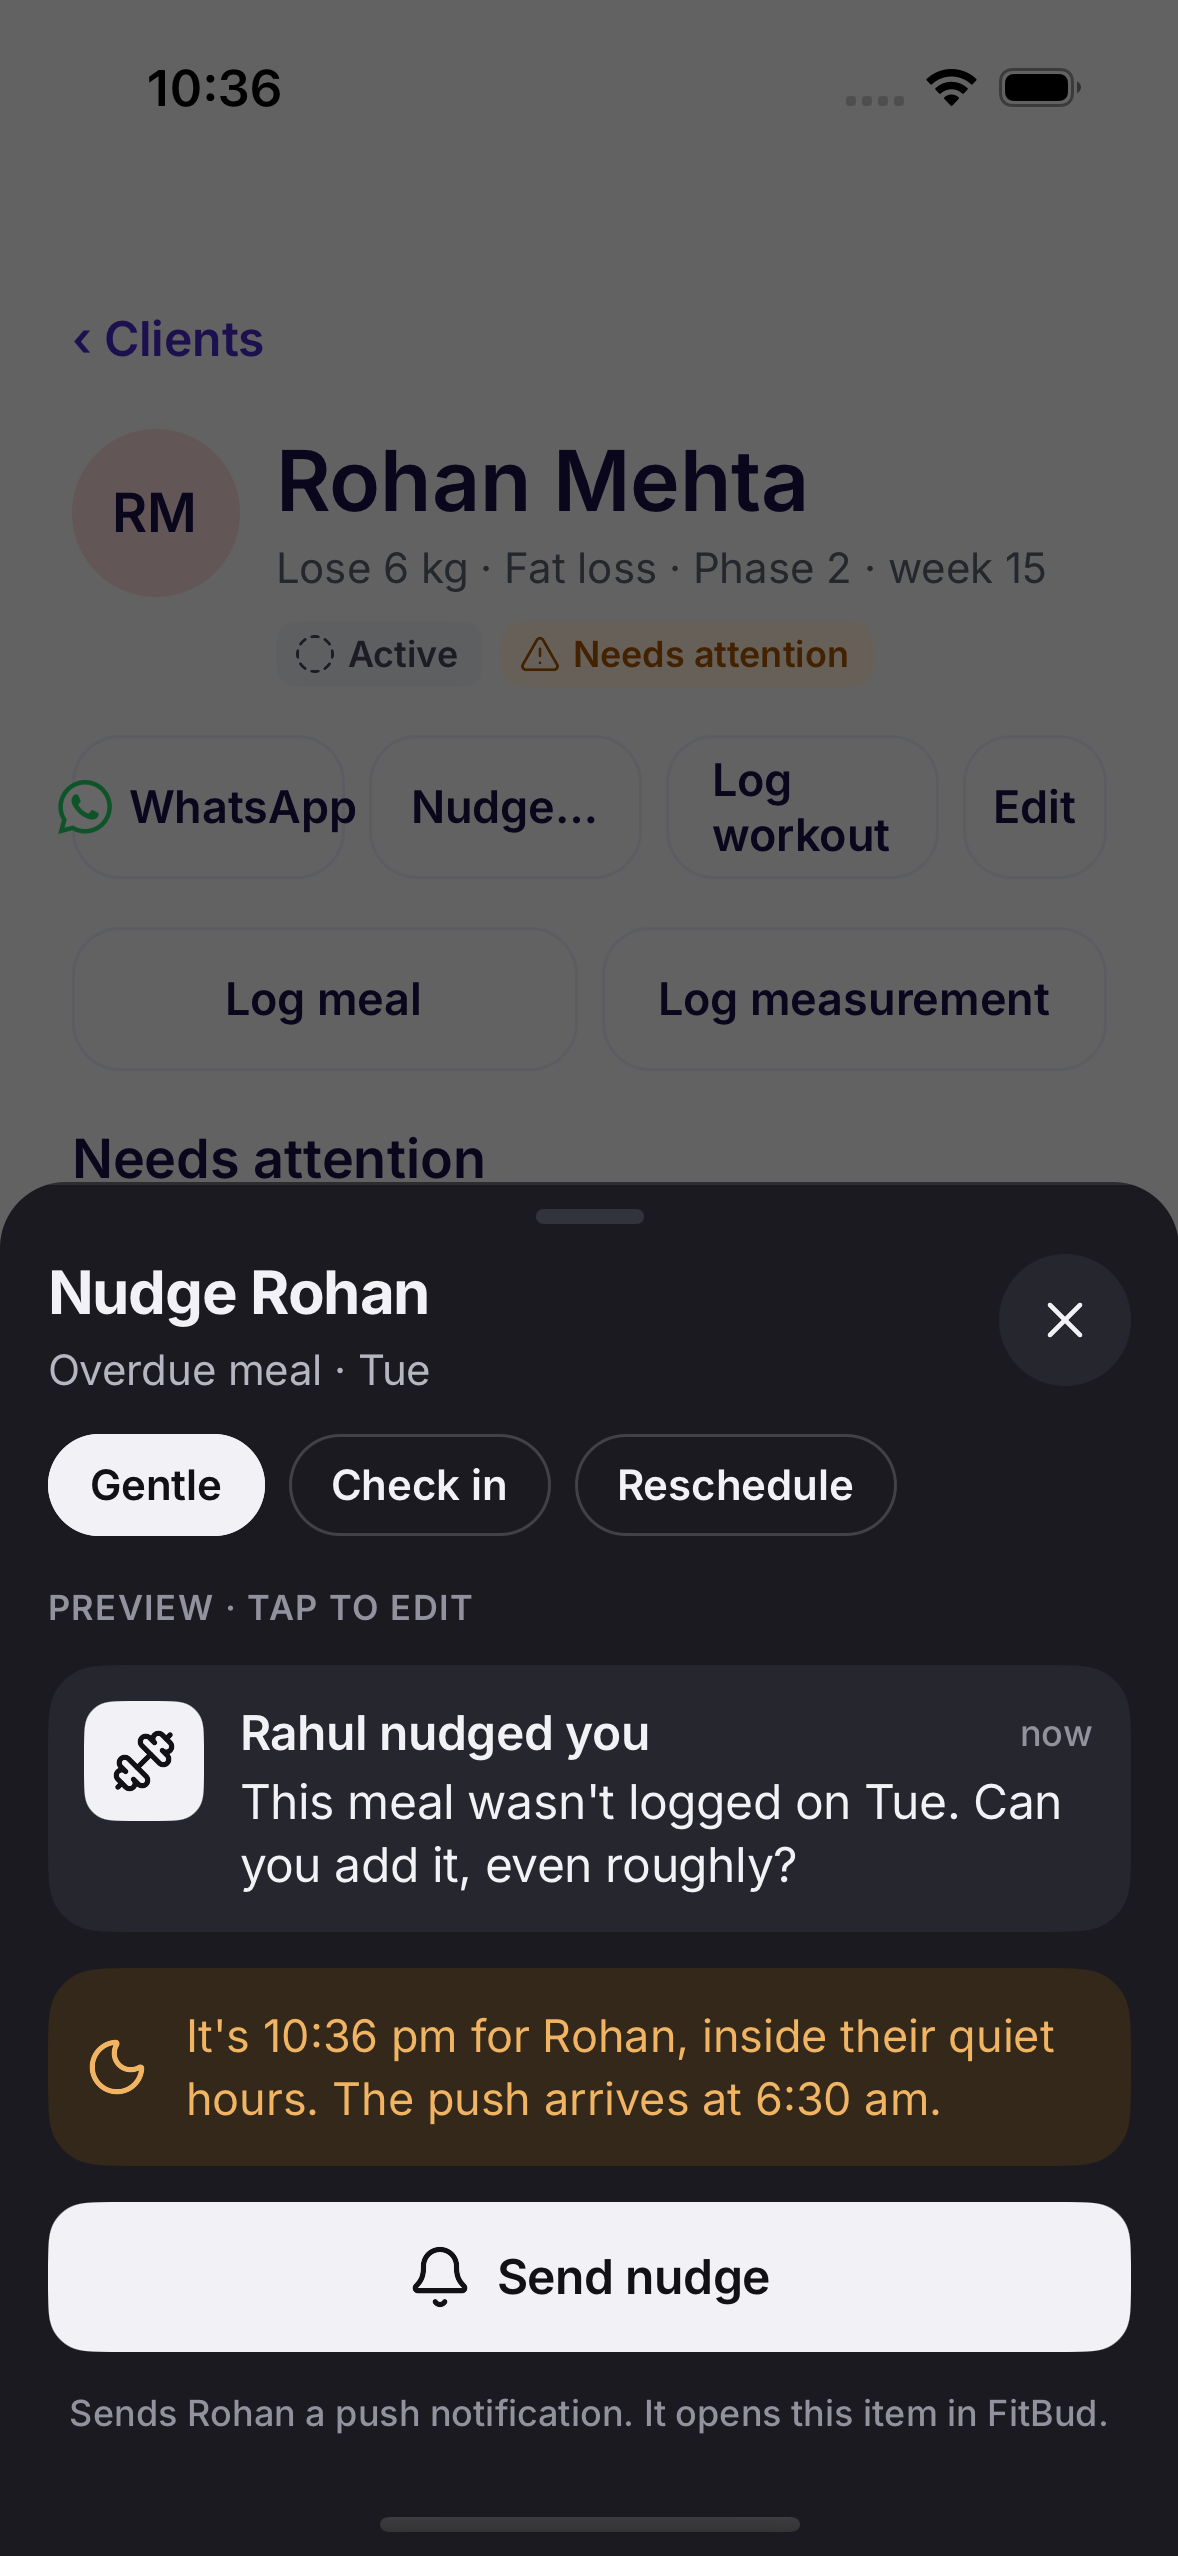 10:36
‹ Clients
RM
Rohan Mehta
Lose 6 kg · Fat loss · Phase 2 · week 15
Active
Needs attention
WhatsApp
Nudge...
Log
workout
Edit
Log meal
Log measurement
Needs attention
Nudge Rohan
Overdue meal · Tue
Gentle
Check in
Reschedule
PREVIEW · TAP TO EDIT
Rahul nudged you
now
This meal wasn't logged on Tue. Can
you add it, even roughly?
It's 10:36 pm for Rohan, inside their quiet
hours. The push arrives at 6:30 am.
Send nudge
Sends Rohan a push notification. It opens this item in FitBud.